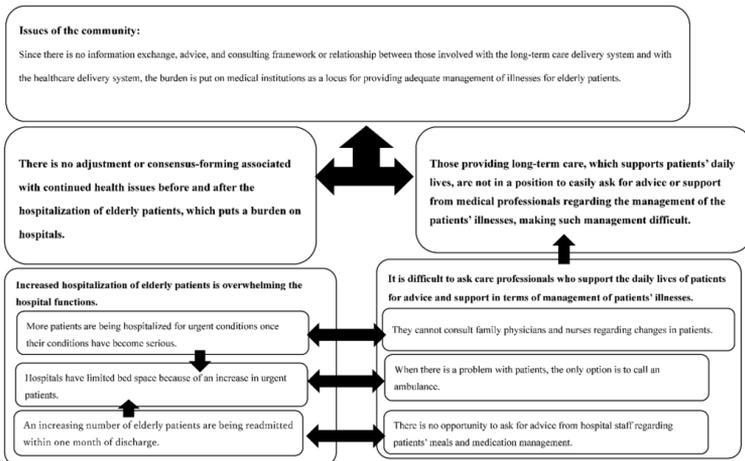 Issues of the community:
Since there is no information exchange, advice, and consulting framework or relationship between those involved with the long-term care delivery system and with
the healthcare delivery system, the burden is put on medical institutions as a locus for providing adequate management of illnesses for elderly patients.
There is no adjustment or consensus-forming associated
with continued health issues before and after the
hospitalization of elderly patients, which puts a burden on
hospitals.
Those providing long-term care, which supports patients' daily
lives, are not in a position to easily ask for advice or support
from medical professionals regarding the management of the
patients' illnesses, making such management difficult.
Increased hospitalization of elderly patients is overwhelming the
hospital functions.
More patients are being hospitalized for urgent conditions once
their conditions have become serious.
Hospitals have limited bed space because of an increase in urgent
patients.
An increasing number of elderly patients are being readmitted
within one month of discharge.
It is difficult to ask care professionals who support the daily lives of patients
for advice and support in terms of management of patients' illnesses.
They cannot consult family physicians and nurses regarding changes in patients.
When there is a problem with patients, the only option is to call an
ambulance.
There is no opportunity to ask for advice from hospital staff regarding
patients' meals and medication management.